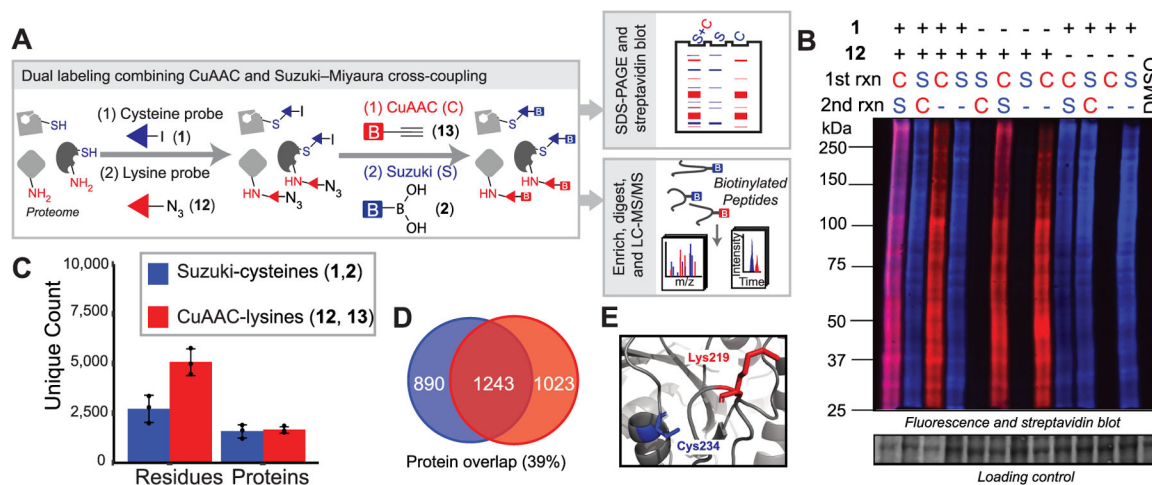 A
Dual labeling combining CuAAC and Suzuki–Miyaura cross-coupling
SH
SH
NH2
NH2
Proteome
(1) Cysteine probe
I (1)
(2) Lysine probe
N3 (12)
S I
S I
HN N3
HN N3
(1) CuAAC (C)
B (13)
(2) Suzuki (S)
B B OH (2)
OH
S B
S B
HN B
HN B
SDS-PAGE and
streptavidin blot
S+C S C
Enrich, digest,
and LC-MS/MS
B
B
B
Biotinylated
Peptides
m/z
Intensity
Time
B
1 + + + + - - - - + + + +
12 + + + + + + + + - - - -
1st rxn C S C S S C S C C S C S
2nd rxn S C - - C S - - S C - -
DMSO
kDa
250
150
100
75
50
37
25
Fluorescence and streptavidin blot
Loading control
C
Unique Count
10,000
7,500
5,000
2,500
0
Suzuki-cysteines (1,2)
CuAAC-lysines (12, 13)
Residues Proteins
D
890 1243 1023
Protein overlap (39%)
E
Lys219
Cys234